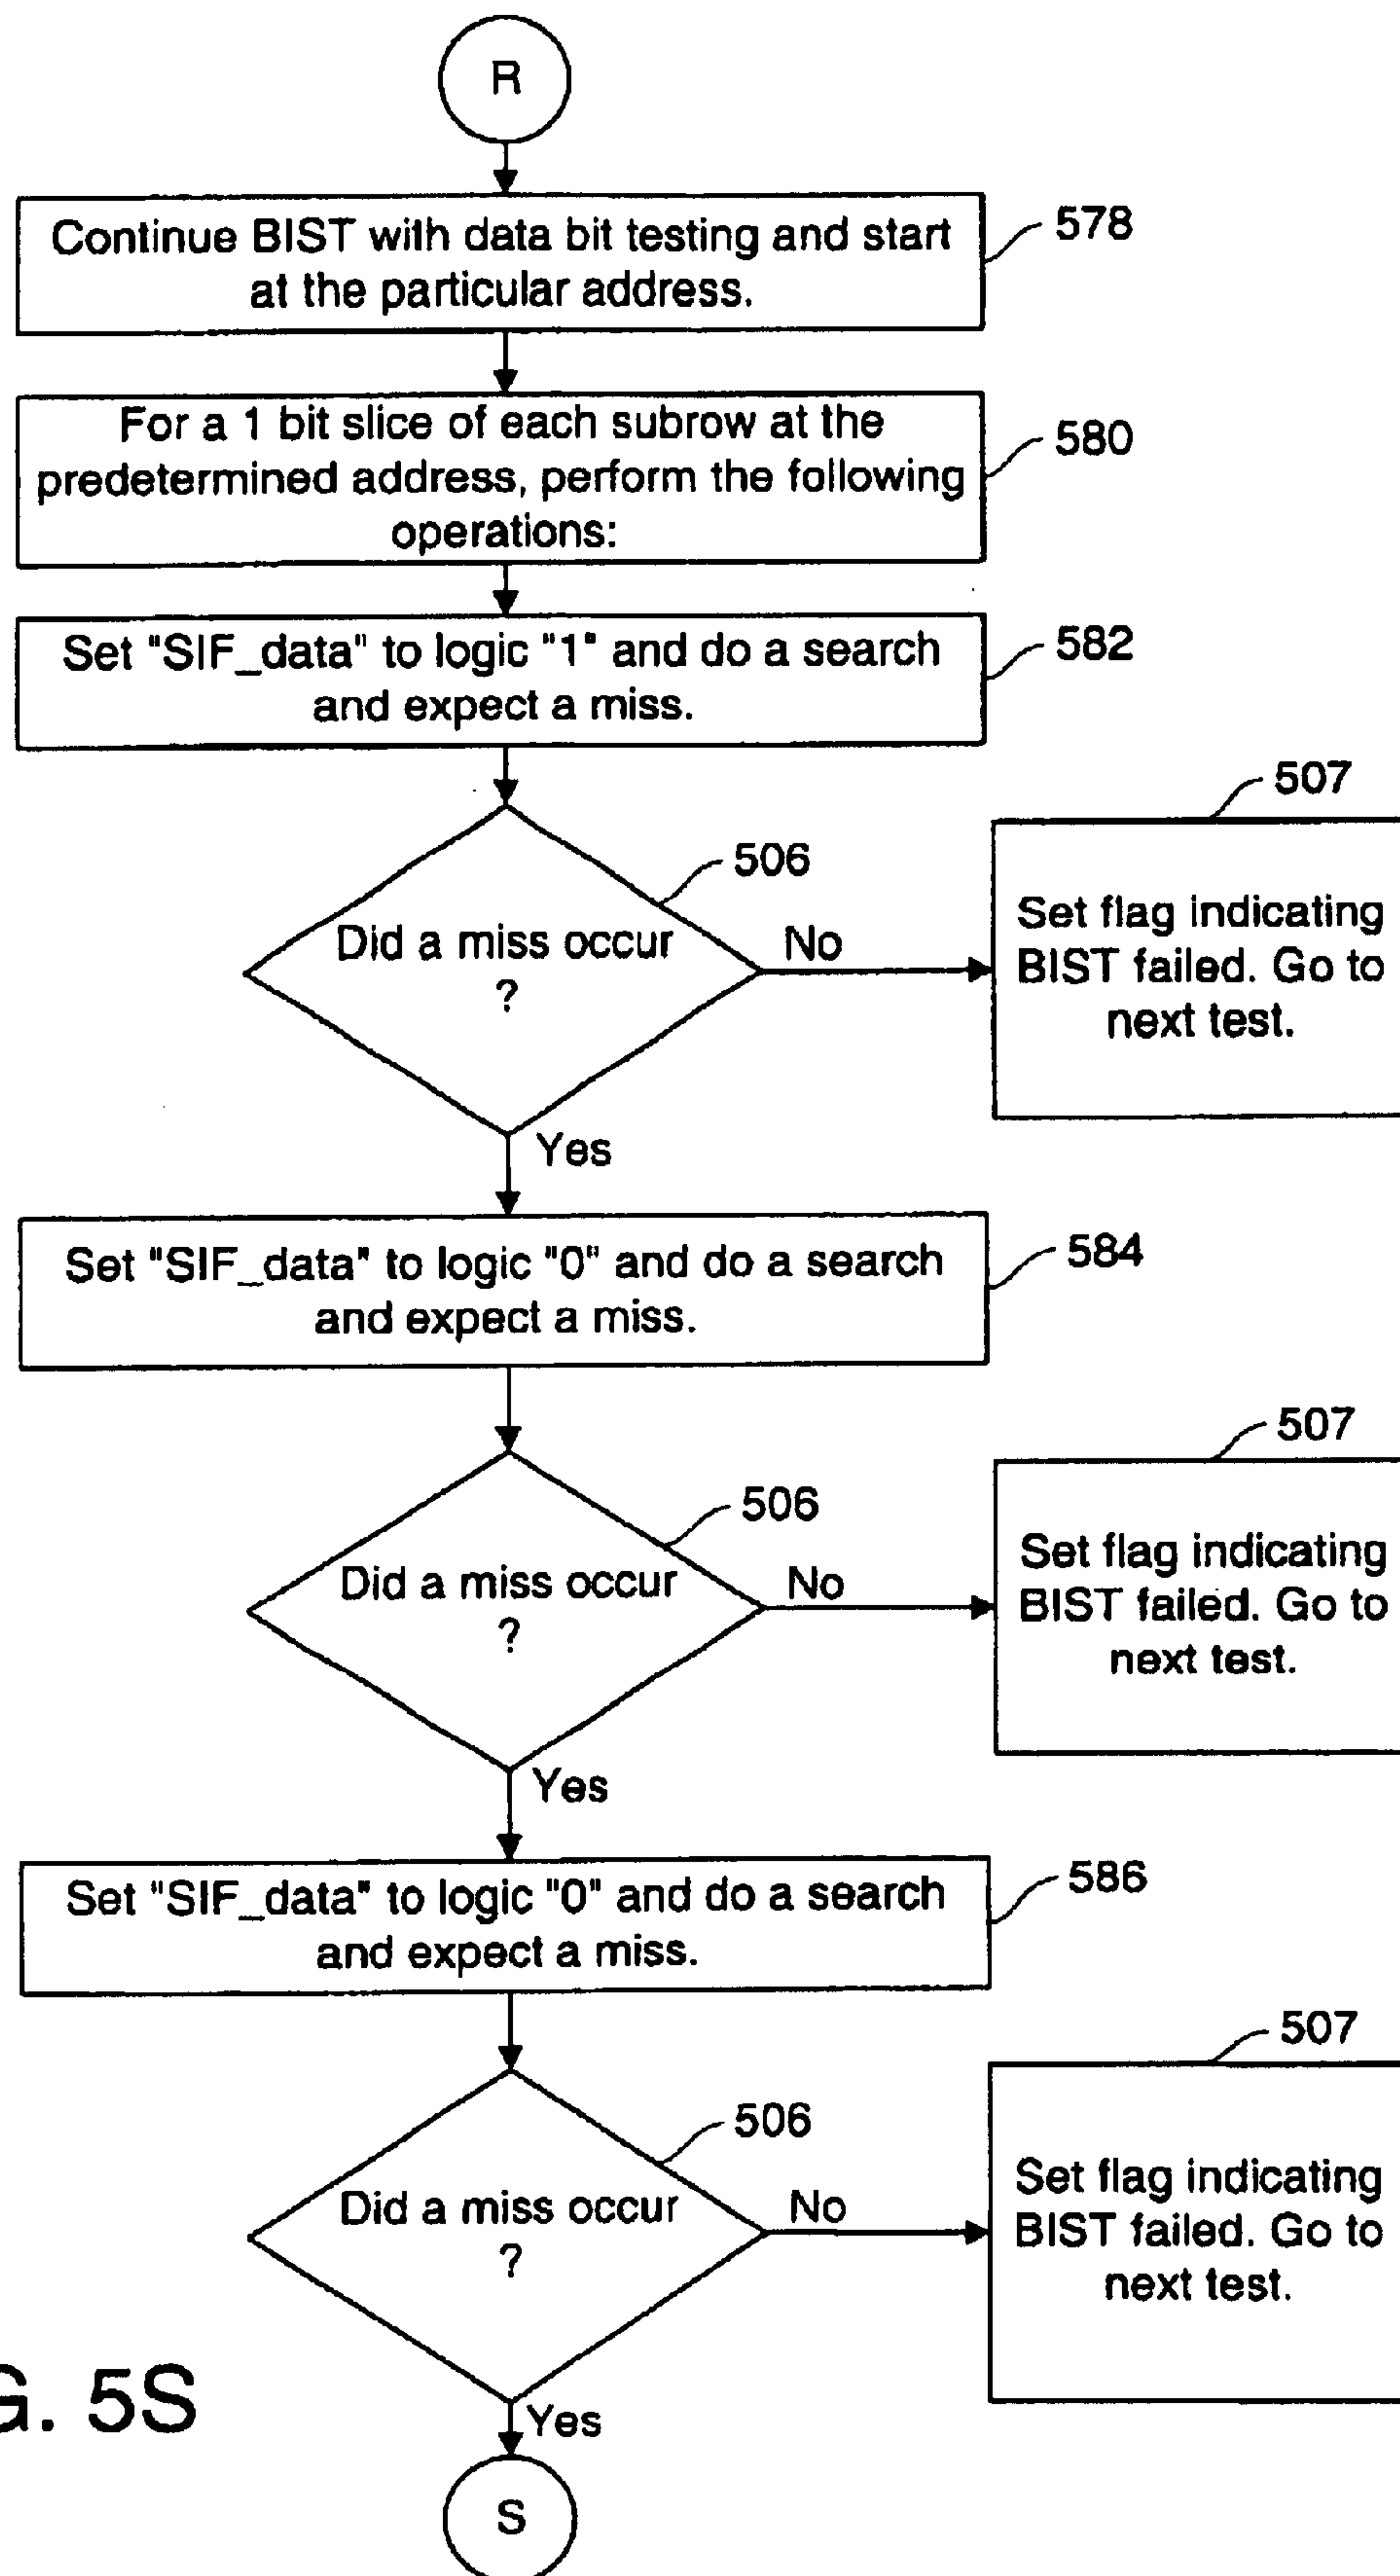 R
Continue BIST with data bit testing and start
at the particular address.
578
For a 1 bit slice of each subrow at the
predetermined address, perform the following
operations:
580
Set "SIF_data" to logic "1" and do a search
and expect a miss.
582
Did a miss occur
?
506
No
507
Set flag indicating
BIST failed. Go to
next test.
Yes
Set "SIF_data" to logic "0" and do a search
and expect a miss.
584
Did a miss occur
?
506
No
507
Set flag indicating
BIST failed. Go to
next test.
Yes
Set "SIF_data" to logic "0" and do a search
and expect a miss.
586
Did a miss occur
?
506
No
507
Set flag indicating
BIST failed. Go to
next test.
Yes
G. 5S
S